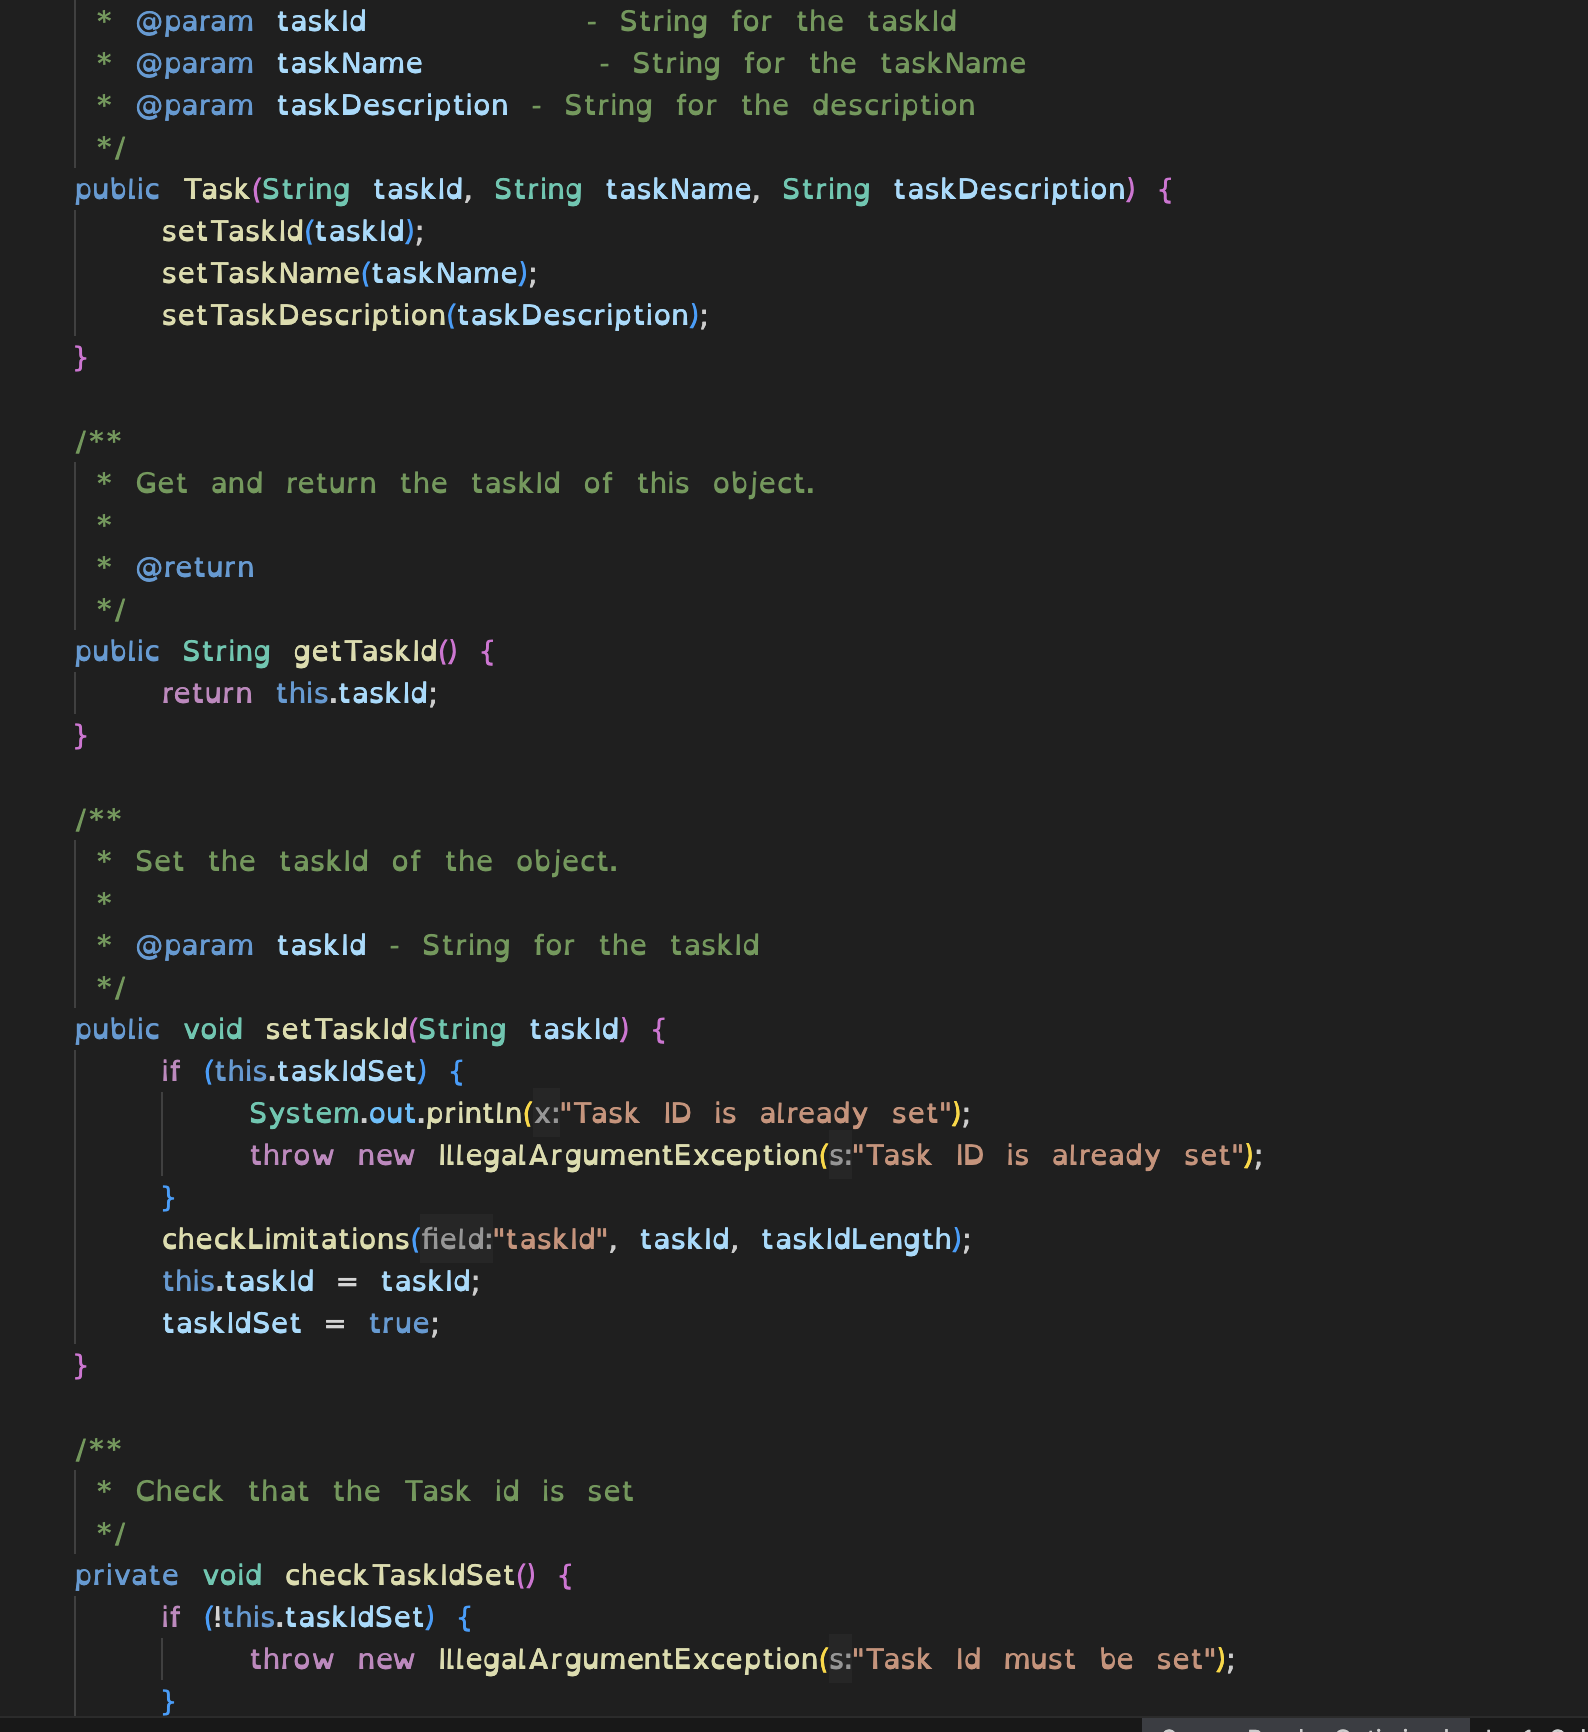 * @param taskId - String for the taskId
* @param taskName - String for the taskName
* @param taskDescription - String for the description
*/
public Task(String taskId, String taskName, String taskDescription) {
setTaskId(taskId);
setTaskName(taskName);
setTaskDescription(taskDescription);
}
/**
* Get and return the taskId of this object.
*
* @return
*/
public String getTaskId() {
return this.taskId;
}
/**
* Set the taskId of the object.
*
* @param taskId - String for the taskId
*/
public void setTaskId(String taskId) {
if (this.taskIdSet) {
System.out.println(x:"Task ID is already set");
throw new IllegalArgumentException(s:"Task ID is already set");
}
checkLimitations(field:"taskId", taskId, taskIdLength);
this.taskId = taskId;
taskIdSet = true;
}
/**
* Check that the Task id is set
*/
private void checkTaskIdSet() {
if (!this.taskIdSet) {
throw new IllegalArgumentException(s:"Task Id must be set");
}